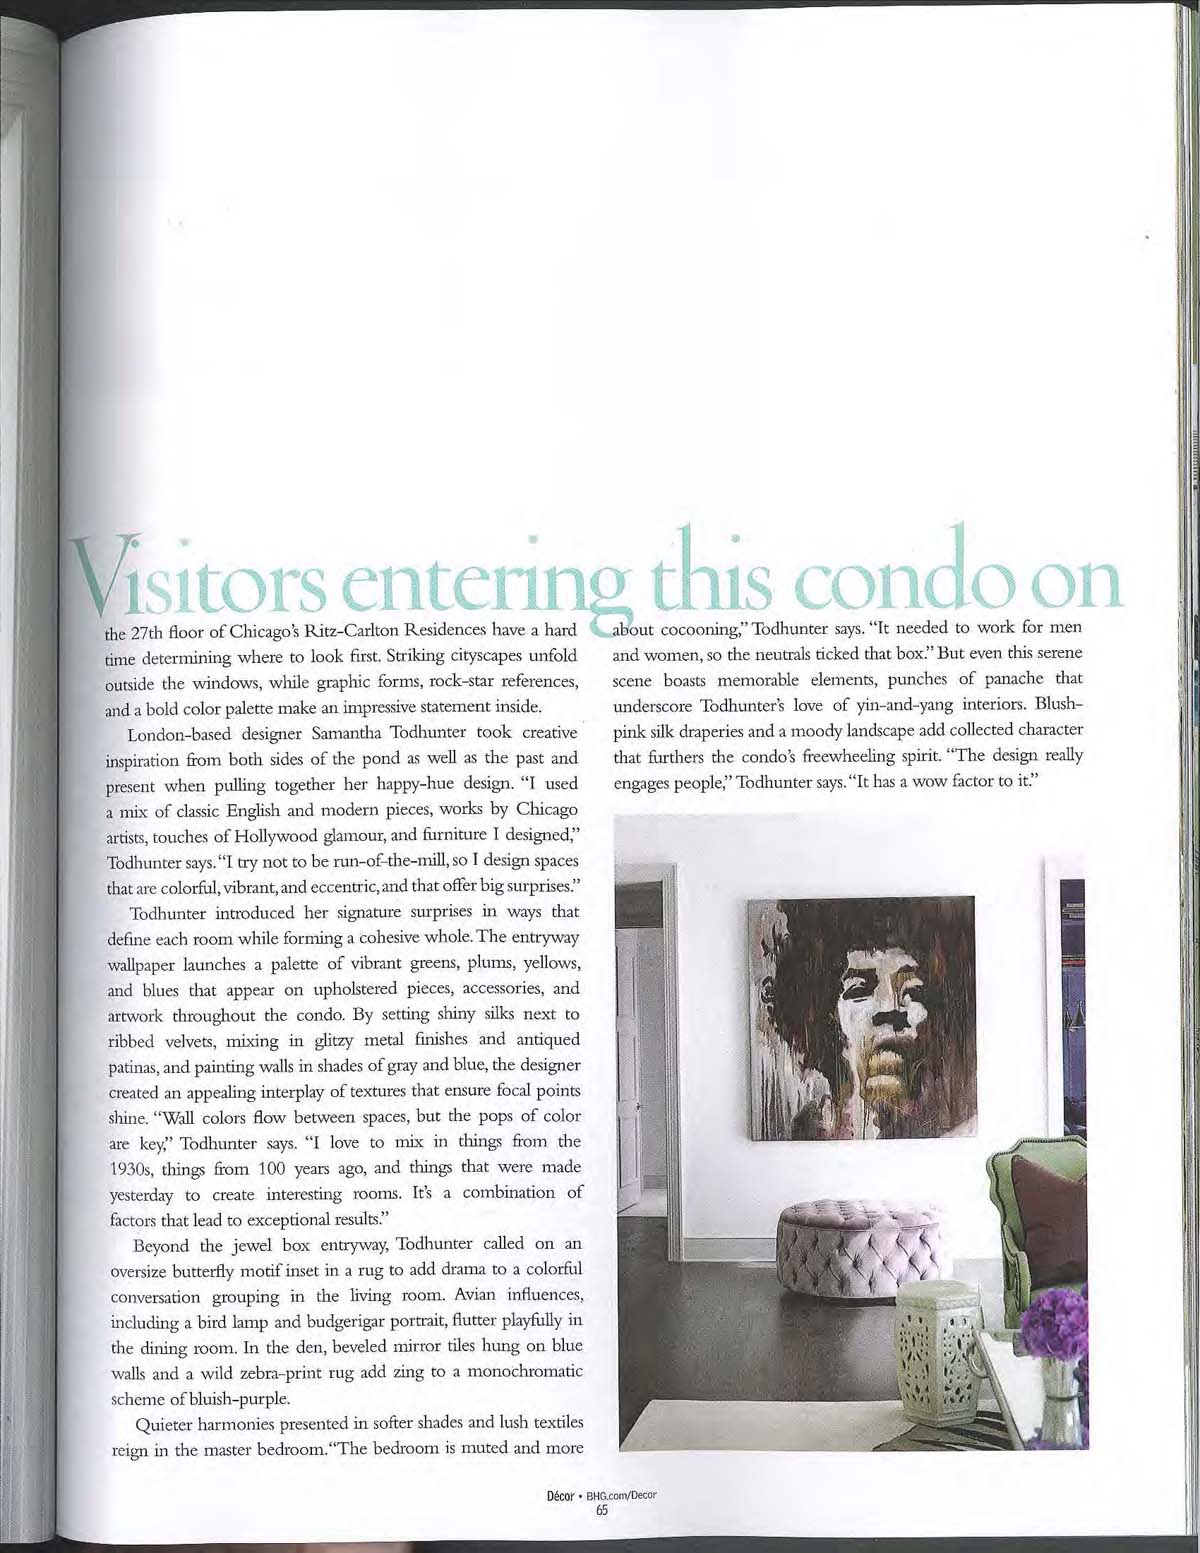 Visitors entering this condo on
the 27th floor of Chicago's Ritz-Carlton Residences have a hard
time determining where to look first. Striking cityscapes unfold
outside the windows, while graphic forms, rock-star references,
and a bold color palette make an impressive statement inside.
London-based designer Samantha Todhunter took creative
inspiration from both sides of the pond as well as the past and
present when pulling together her happy-hue design. “I used
a mix of classic English and modern pieces, works by Chicago
artists, touches of Hollywood glamour, and furniture I designed,”
Todhunter says. “I try not to be run-of-the-mill, so I design spaces
that are colorful, vibrant, and eccentric, and that offer big surprises.”
Todhunter introduced her signature surprises in ways that
define each room while forming a cohesive whole. The entryway
wallpaper launches a palette of vibrant greens, plums, yellows,
and blues that appear on upholstered pieces, accessories, and
artwork throughout the condo. By setting shiny silks next to
ribbed velvets, mixing in glitzy metal finishes and antiqued
patinas, and painting walls in shades of gray and blue, the designer
created an appealing interplay of textures that ensure focal points
shine. “Wall colors flow between spaces, but the pops of color
are key,” Todhunter says. “I love to mix in things from the
1930s, things from 100 years ago, and things that were made
yesterday to create interesting rooms. It's a combination of
factors that lead to exceptional results.”
Beyond the jewel box entryway, Todhunter called on an
oversize butterfly motif inset in a rug to add drama to a colorful
conversation grouping in the living room. Avian influences,
including a bird lamp and budgerigar portrait, flutter playfully in
the dining room. In the den, beveled mirror tiles hung on blue
walls and a wild zebra-print rug add zing to a monochromatic
scheme of bluish-purple.
Quieter harmonies presented in softer shades and lush textiles
reign in the master bedroom. “The bedroom is muted and more
about cocooning,” Todhunter says. “It needed to work for men
and women, so the neutrals ticked that box.” But even this serene
scene boasts memorable elements, punches of panache that
underscore Todhunter's love of yin-and-yang interiors. Blush-
pink silk draperies and a moody landscape add collected character
that furthers the condo's freewheeling spirit. “The design really
engages people,” Todhunter says. “It has a wow factor to it.”
Décor • BHG.com/Decor
65